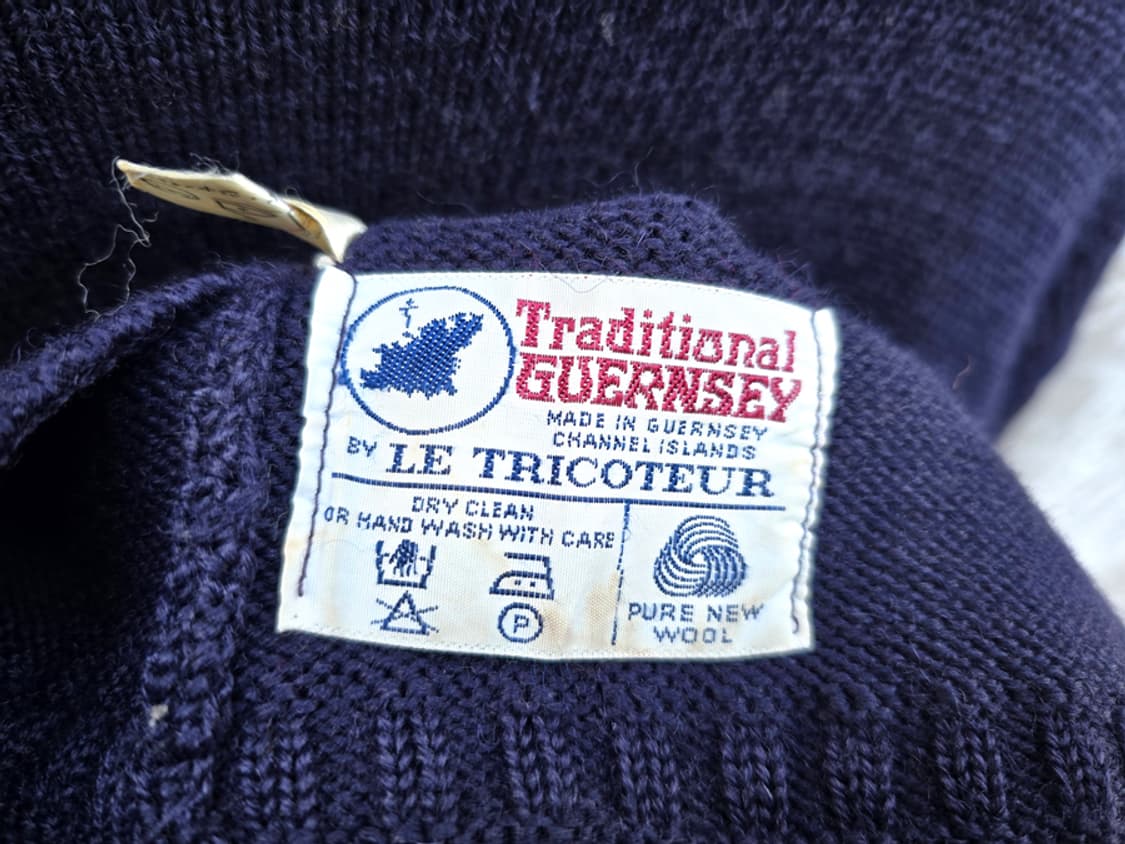 Traditional
GUERNSEY
MADE IN GUERNSEY
CHANNEL ISLANDS
BY LE TRICOTEUR
DRY CLEAN
OR HAND WASH WITH CARE
P
PURE NEW
WOOL